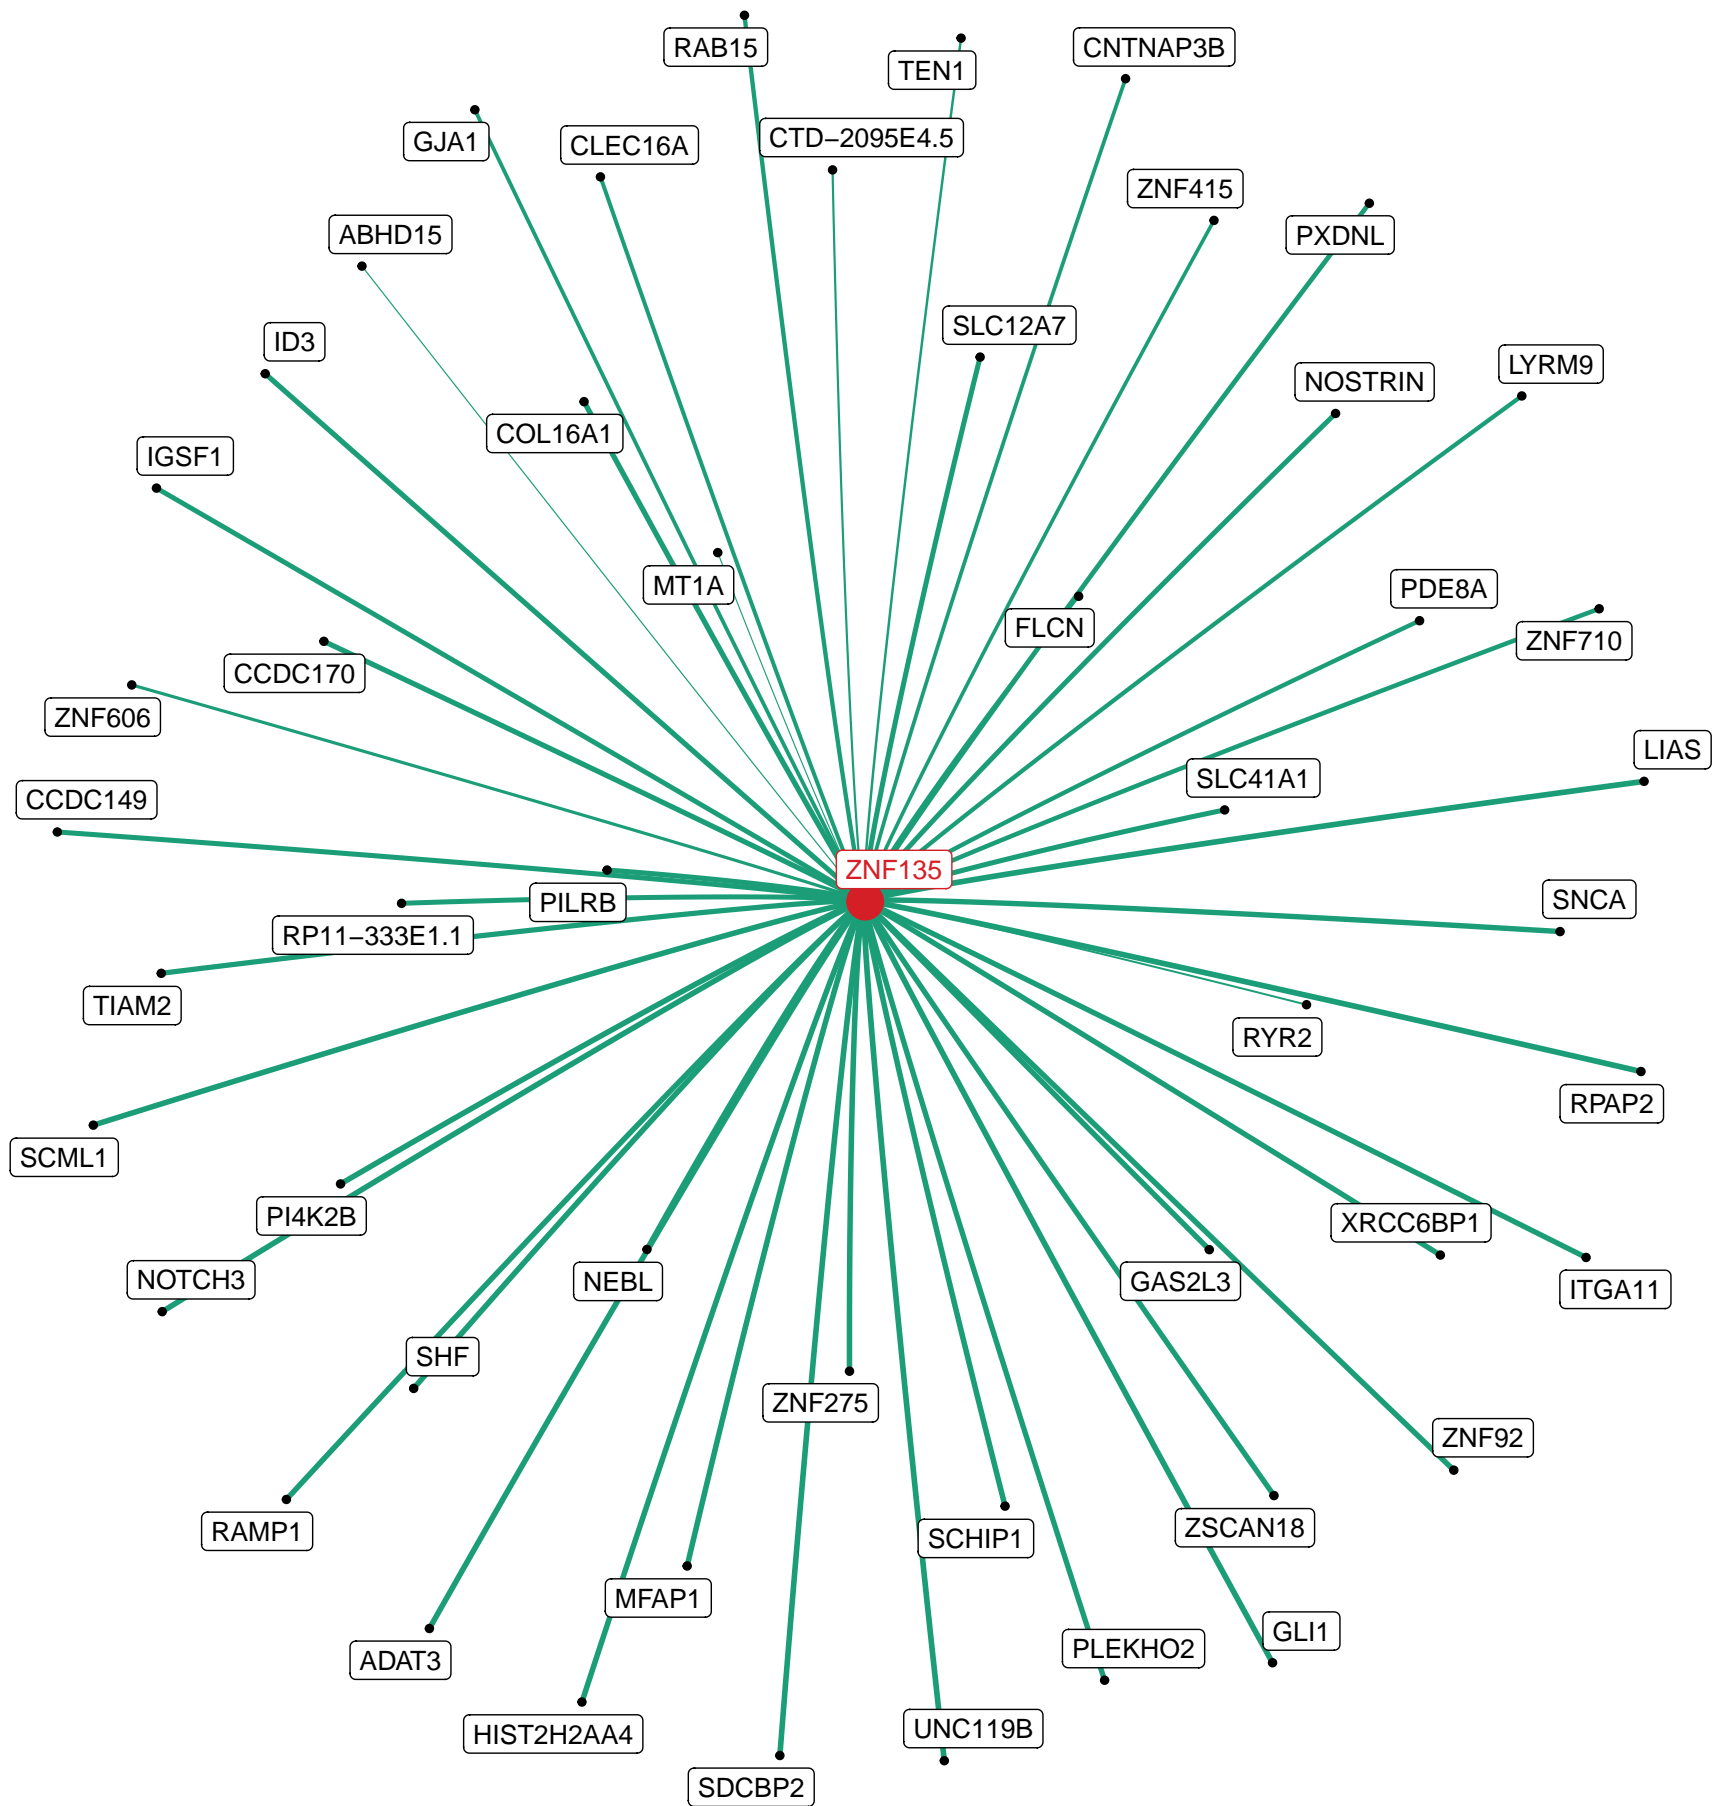 RAB15
CNTNAP3B
TEN1
CTD−2095E4.5
GJA1
CLEC16A
ZNF415
ABHD15
PXDNL
SLC12A7
ID3
LYRM9
NOSTRIN
COL16A1
IGSF1
MT1A
PDE8A
FLCN
ZNF710
CCDC170
ZNF606
LIAS
SLC41A1
CCDC149
ZNF135
SNCA
PILRB
RP11−333E1.1
TIAM2
RYR2
RPAP2
SCML1
PI4K2B
XRCC6BP1
NOTCH3
NEBL
GAS2L3
ITGA11
SHF
ZNF275
ZNF92
RAMP1
ZSCAN18
SCHIP1
MFAP1
GLI1
PLEKHO2
ADAT3
UNC119B
HIST2H2AA4
SDCBP2